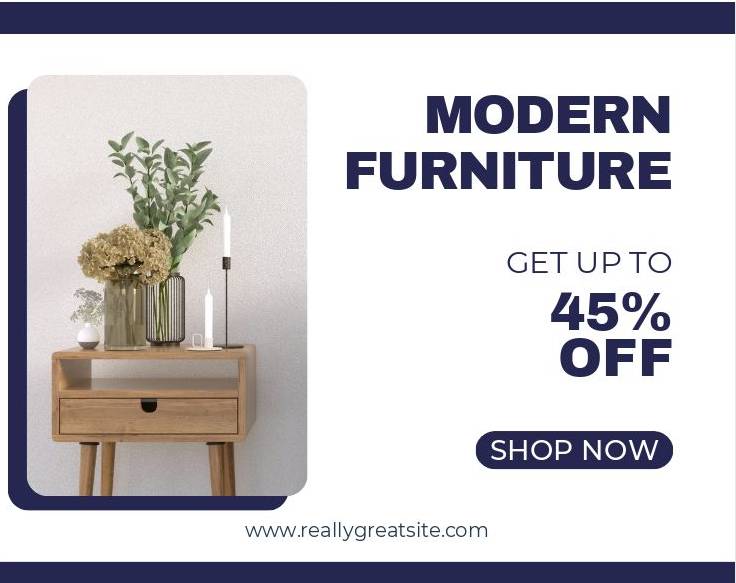 MODERN
FURNITURE
GET UP TO
45%
OFF
SHOP NOW
www.reallygreatsite.com